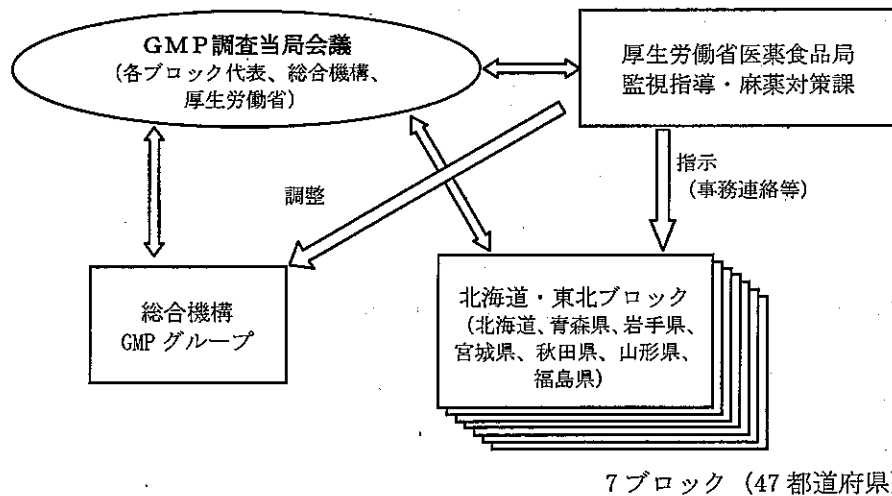 GMP調査当局会議
(各ブロック代表、総合機構、
厚生労働省)
厚生労働省医薬食品局
監視指導・麻薬対策課
調整
指示
(事務連絡等)
総合機構
GMPグループ
北海道・東北ブロック
(北海道、青森県、岩手県、
宮城県、秋田県、山形県、
福島県)
7ブロック(47都道府県)